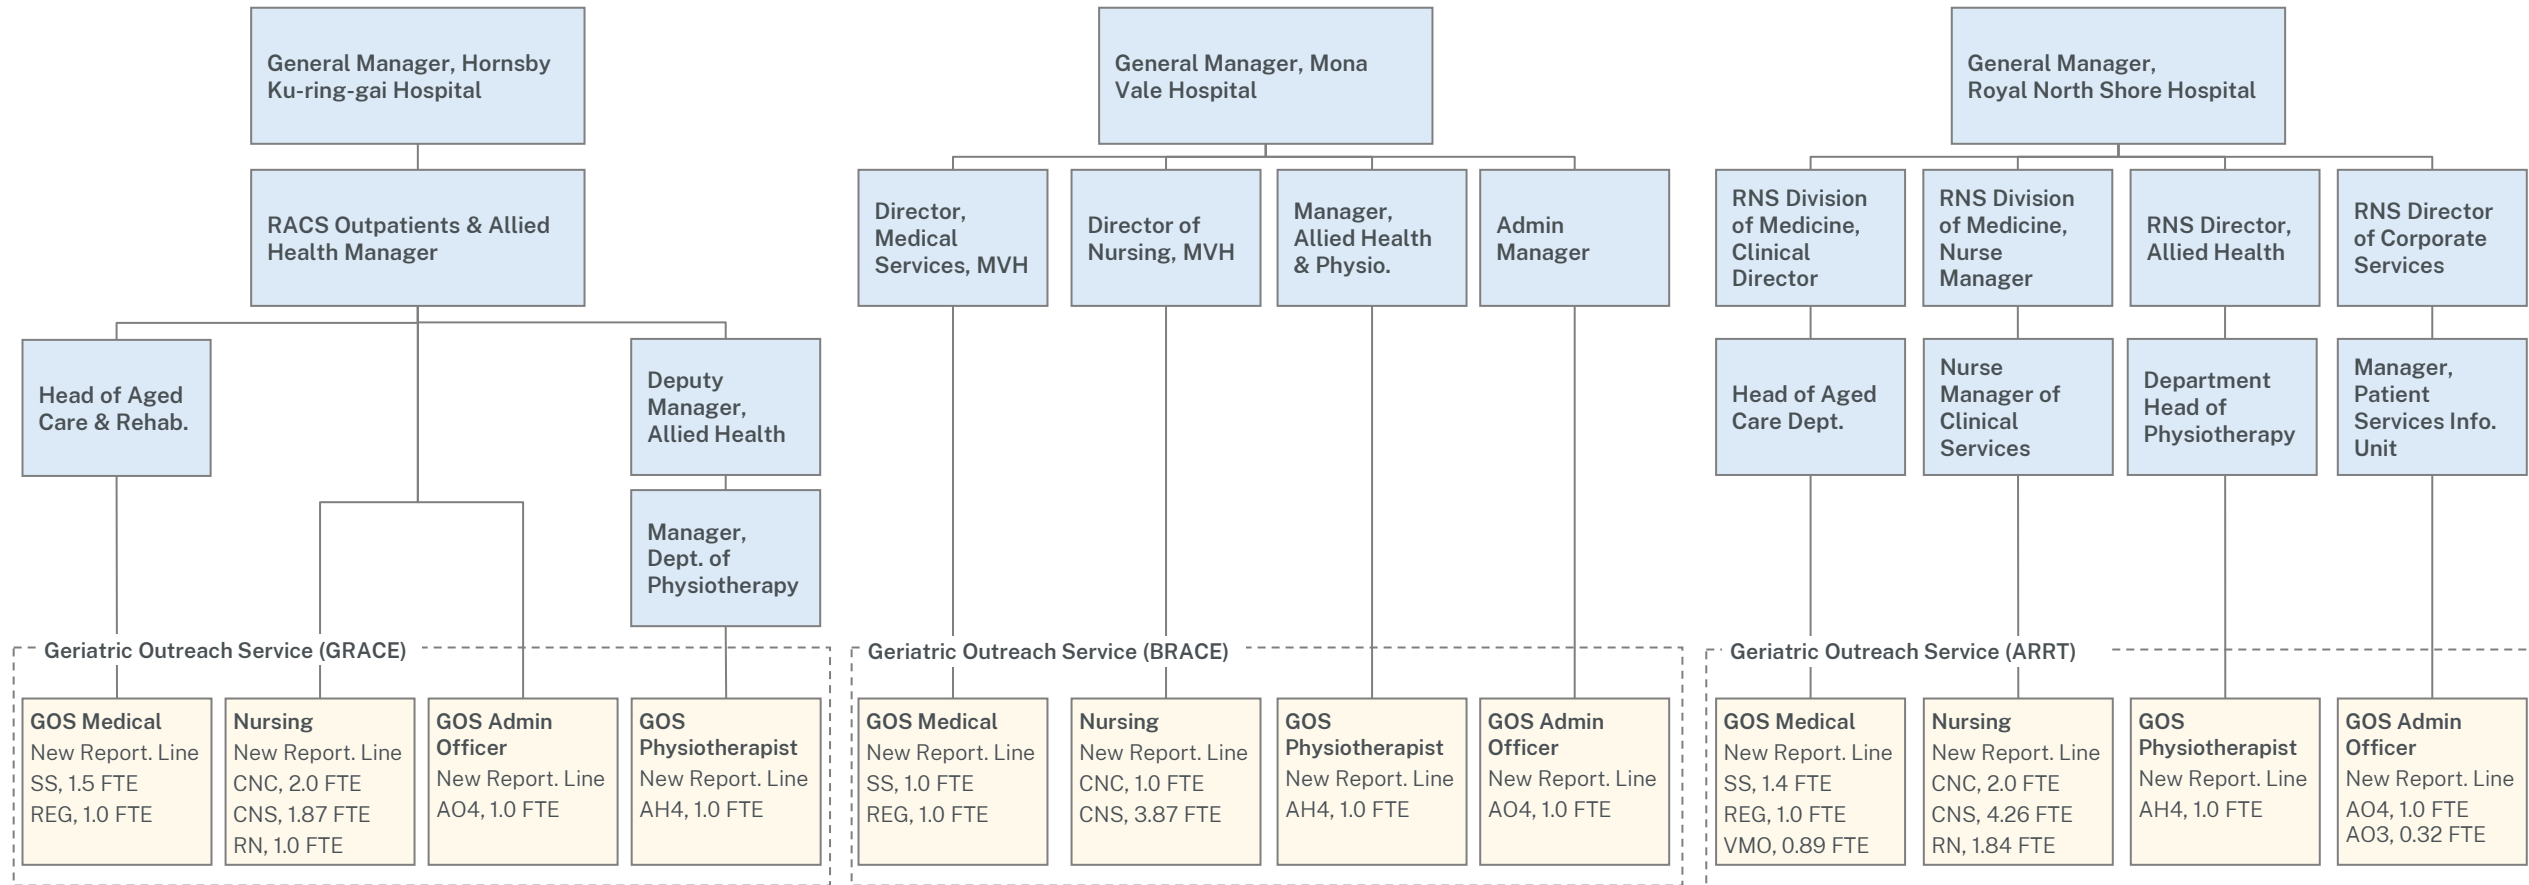 General Manager, Hornsby
Ku-ring-gai Hospital
General Manager, Mona
Vale Hospital
General Manager,
Royal North Shore Hospital
RACS Outpatients & Allied
Health Manager
Director,
Medical
Services, MVH
Director of
Nursing, MVH
Manager,
Allied Health
& Physio.
Admin
Manager
RNS Division
of Medicine,
Clinical
Director
RNS Division
of Medicine,
Nurse
Manager
RNS Director,
Allied Health
RNS Director
of Corporate
Services
Head of Aged
Care & Rehab.
Deputy
Manager,
Allied Health
Head of Aged
Care Dept.
Nurse
Manager of
Clinical
Services
Department
Head of
Physiotherapy
Manager,
Patient
Services Info.
Unit
Manager,
Dept. of
Physiotherapy
Geriatric Outreach Service (GRACE)
GOS Medical
New Report. Line
SS, 1.5 FTE
REG, 1.0 FTE
Nursing
New Report. Line
CNC, 2.0 FTE
CNS, 1.87 FTE
RN, 1.0 FTE
GOS Admin
Officer
New Report. Line
AO4, 1.0 FTE
GOS
Physiotherapist
New Report. Line
AH4, 1.0 FTE
Geriatric Outreach Service (BRACE)
GOS Medical
New Report. Line
SS, 1.0 FTE
REG, 1.0 FTE
Nursing
New Report. Line
CNC, 1.0 FTE
CNS, 3.87 FTE
GOS
Physiotherapist
New Report. Line
AH4, 1.0 FTE
GOS Admin
Officer
New Report. Line
AO4, 1.0 FTE
Geriatric Outreach Service (ARRT)
GOS Medical
New Report. Line
SS, 1.4 FTE
REG, 1.0 FTE
VMO, 0.89 FTE
Nursing
New Report. Line
CNC, 2.0 FTE
CNS, 4.26 FTE
RN, 1.84 FTE
GOS
Physiotherapist
New Report. Line
AH4, 1.0 FTE
GOS Admin
Officer
New Report. Line
AO4, 1.0 FTE
AO3, 0.32 FTE